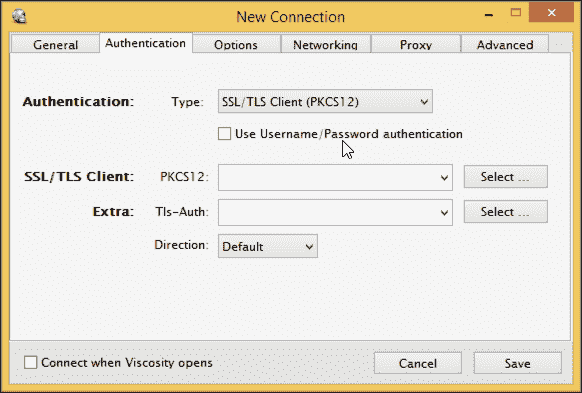 New Connection
General Authentication Options Networking Proxy Advanced
Authentication: Type: SSL/TLS Client (PKCS12)
Use Username/Password authentication
SSL/TLS Client: PKCS12: Select ...
Extra: Tls-Auth: Select ...
Direction: Default
Connect when Viscosity opens Cancel Save